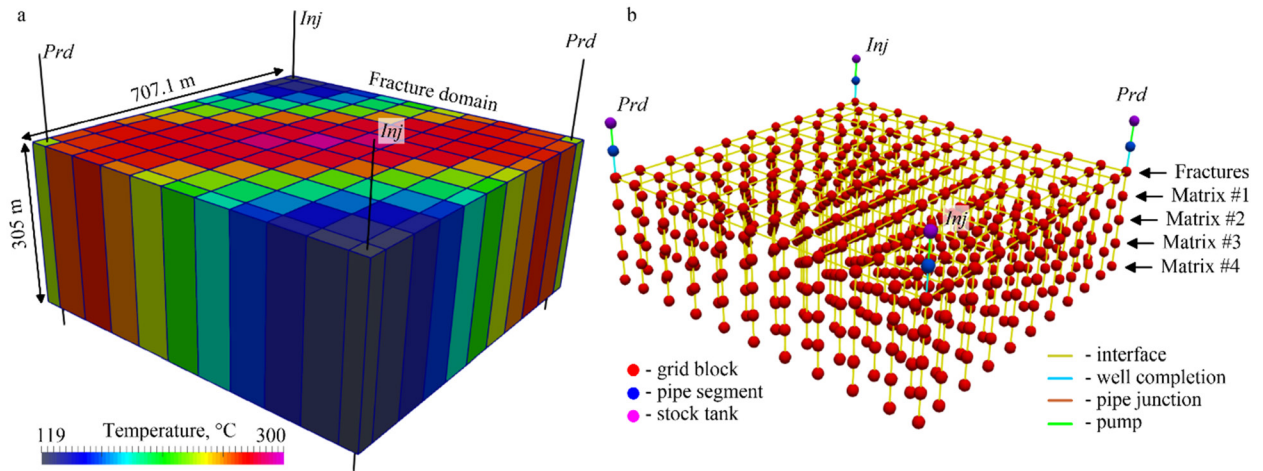 a
Inj
Prd
Prd
707.1 m
Fracture domain
Inj
305 m
119 Temperature, °C 300
b
Inj
Prd
Prd
Fractures
Matrix #1
Matrix #2
Inj
Matrix #3
Matrix #4
- grid block
- pipe segment
- stock tank
- interface
- well completion
- pipe junction
- pump